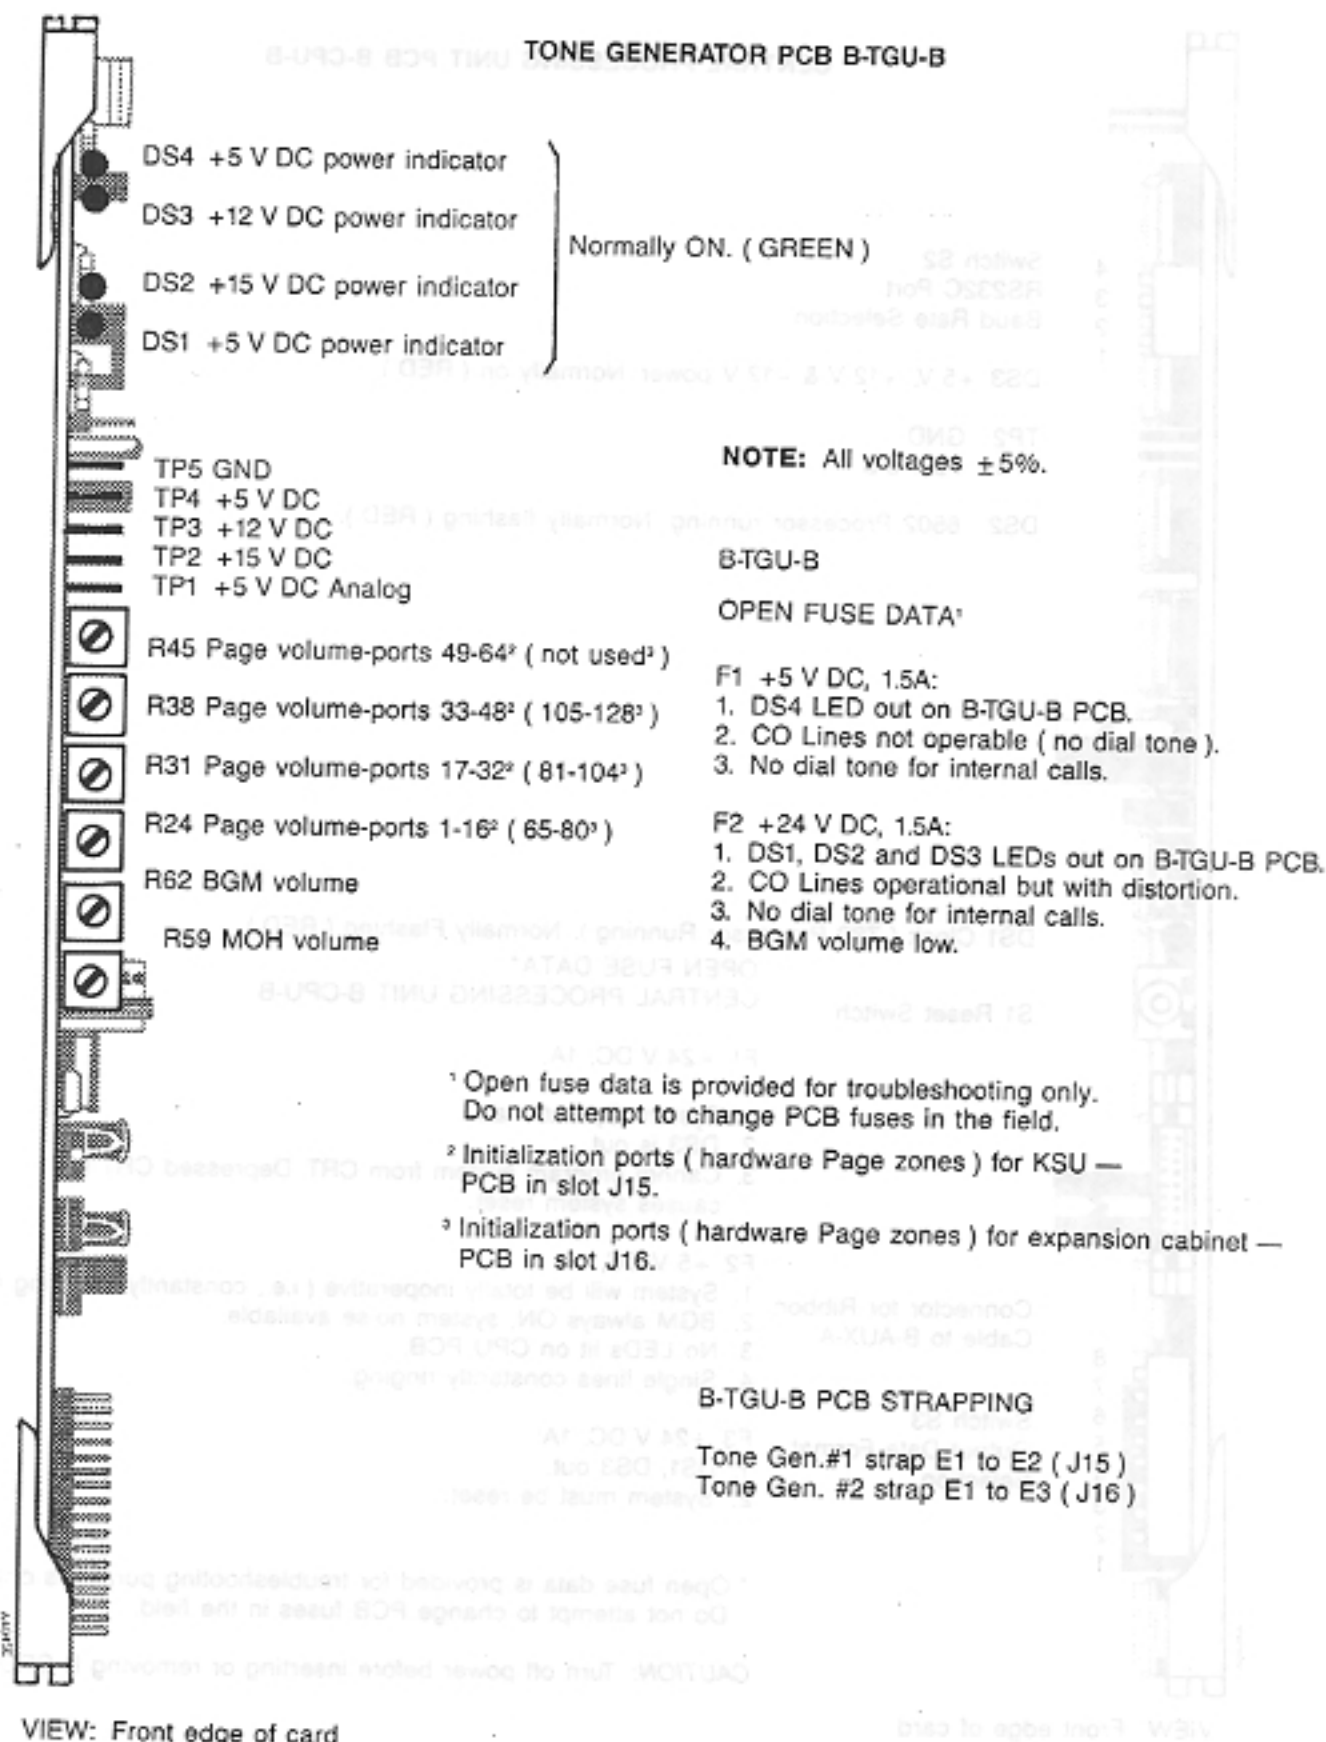 TONE GENERATOR PCB B-TGU-B
DS4 +5 V DC power indicator
DS3 +12 V DC power indicator
DS2 +15 V DC power indicator
DS1 +5 V DC power indicator
Normally ON. ( GREEN )
TP5 GND
TP4 +5 V DC
TP3 +12 V DC
TP2 +15 V DC
TP1 +5 V DC Analog
R45 Page volume-ports 49-64² ( not used³ )
R38 Page volume-ports 33-48² ( 105-128³ )
R31 Page volume-ports 17-32² ( 81-104³ )
R24 Page volume-ports 1-16² ( 65-80³ )
R62 BGM volume
R59 MOH volume
NOTE: All voltages ±5%.
B-TGU-B
OPEN FUSE DATA¹
F1 +5 V DC, 1.5A:
1. DS4 LED out on B-TGU-B PCB.
2. CO Lines not operable ( no dial tone ).
3. No dial tone for internal calls.
F2 +24 V DC, 1.5A:
1. DS1, DS2 and DS3 LEDs out on B-TGU-B PCB.
2. CO Lines operational but with distortion.
3. No dial tone for internal calls.
4. BGM volume low.
¹ Open fuse data is provided for troubleshooting only.
Do not attempt to change PCB fuses in the field.
² Initialization ports ( hardware Page zones ) for KSU —
PCB in slot J15.
³ Initialization ports ( hardware Page zones ) for expansion cabinet —
PCB in slot J16.
B-TGU-B PCB STRAPPING
Tone Gen.#1 strap E1 to E2 ( J15 )
Tone Gen. #2 strap E1 to E3 ( J16 )
VIEW: Front edge of card